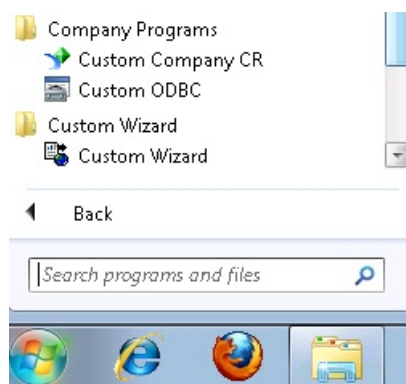 Company Programs
Custom Company CR
Custom ODBC
Custom Wizard
Custom Wizard
Back
Search programs and files